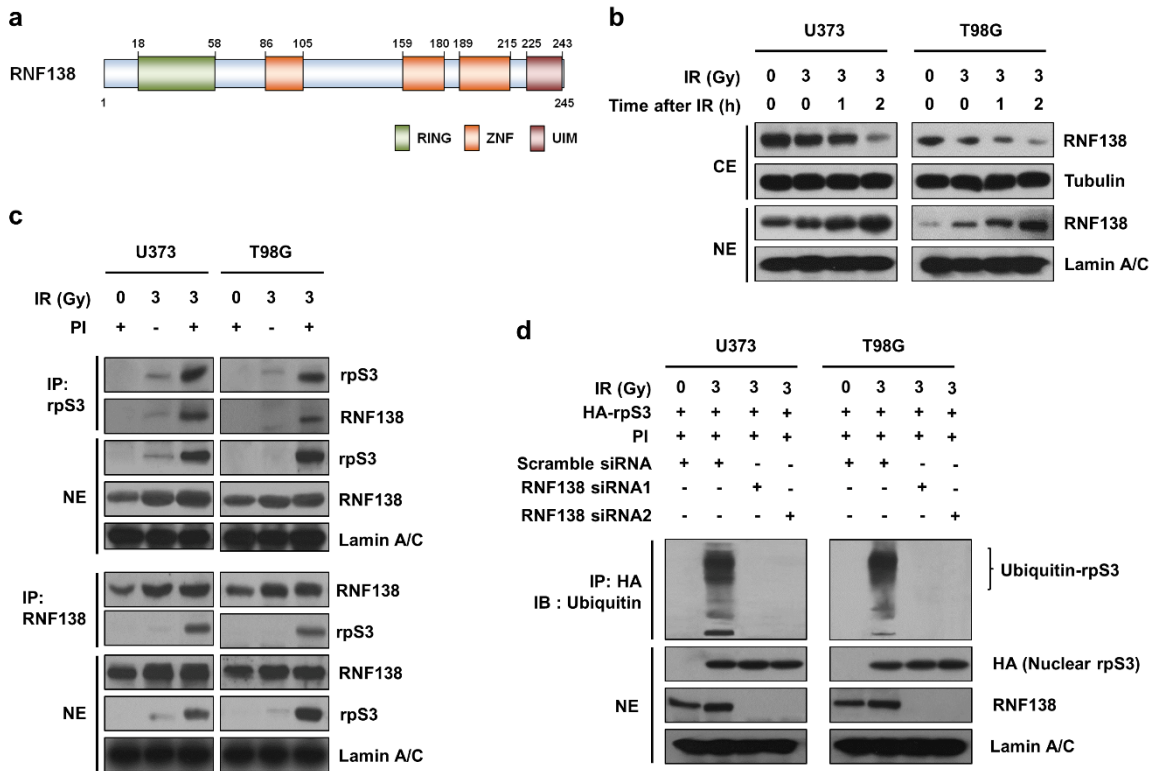 a
RNF138
18 58 86 105 159 180 189 215 225 243
1 245
RING ZNF UIM
b
U373 T98G
IR (Gy) 0 3 3 3 0 3 3 3
Time after IR (h) 0 0 1 2 0 0 1 2
CE
RNF138
Tubulin
NE
RNF138
Lamin A/C
c
U373 T98G
IR (Gy) 0 3 3 0 3 3
PI + - + + - +
IP:
rpS3
rpS3
RNF138
NE
rpS3
RNF138
Lamin A/C
IP:
RNF138
RNF138
rpS3
NE
RNF138
rpS3
Lamin A/C
d
U373 T98G
IR (Gy) 0 3 3 3 0 3 3 3
HA-rpS3 + + + + + + + +
PI + + + + + + + +
Scramble siRNA + + - - + + - -
RNF138 siRNA1 - - + - - - + -
RNF138 siRNA2 - - - + - - - +
IP: HA
IB : Ubiquitin
Ubiquitin-rpS3
NE
HA (Nuclear rpS3)
RNF138
Lamin A/C